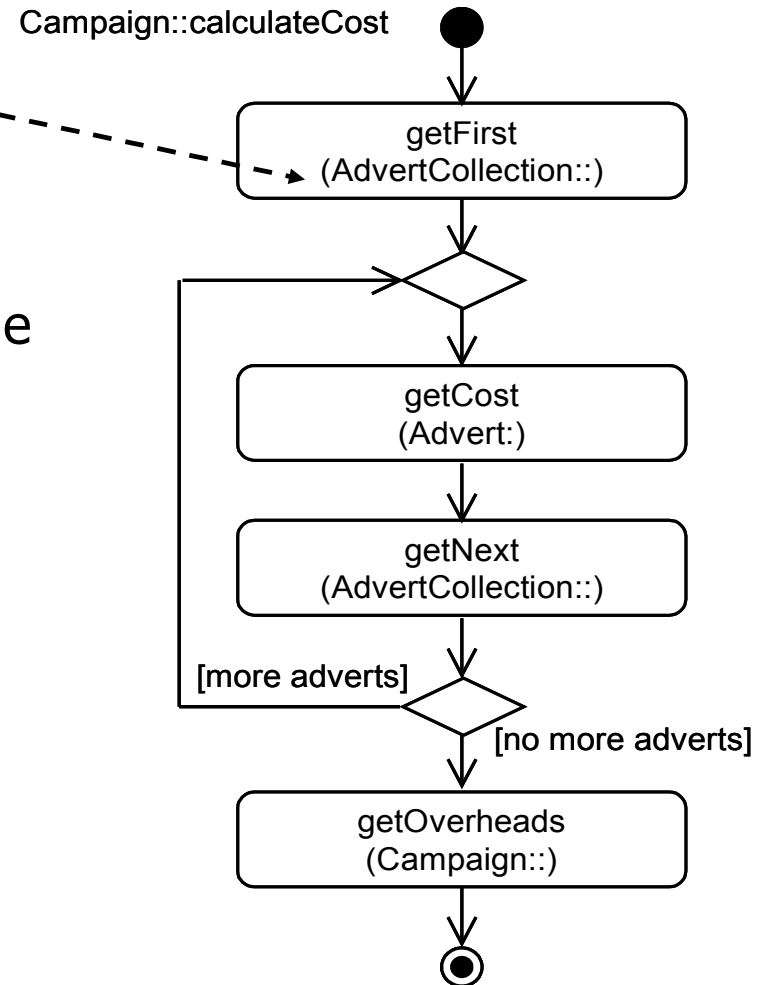 Campaign::calculateCost
getFirst
(AdvertCollection::)
e
getCost
(Advert:)
getNext
(AdvertCollection::)
[more adverts]
[no more adverts]
getOverheads
(Campaign::)